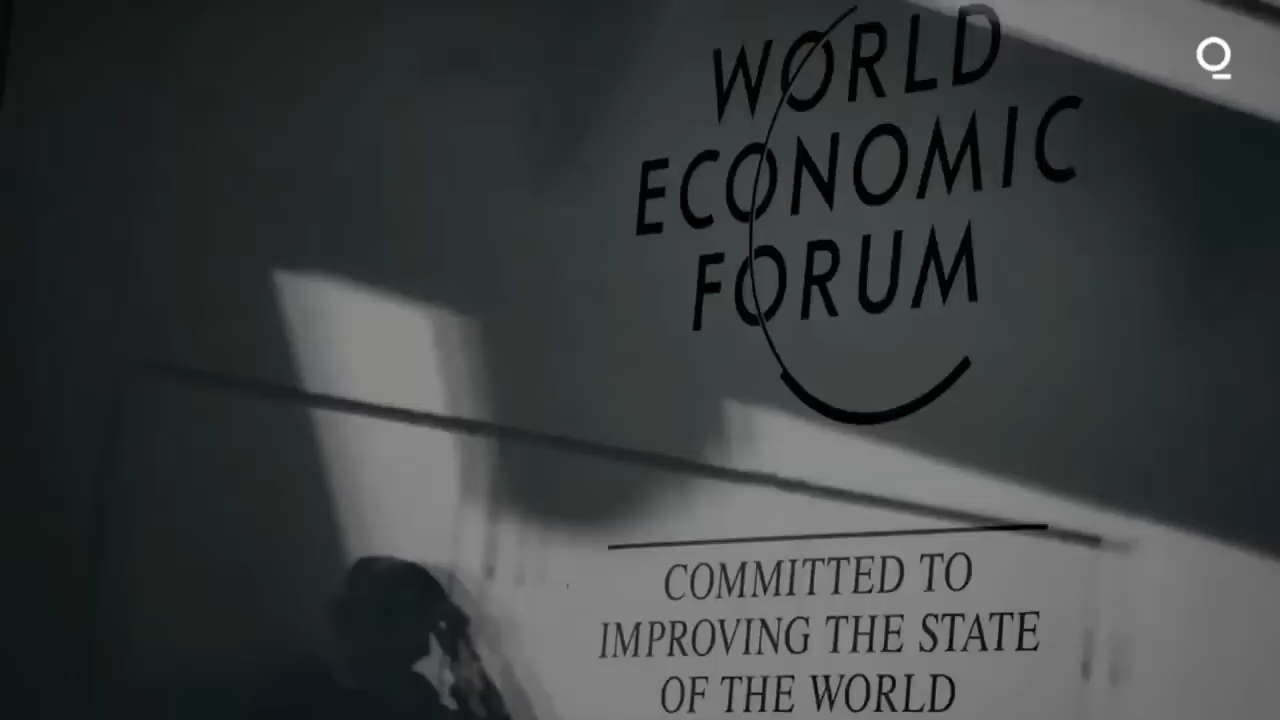 WORLD
ECONOMIC
FORUM
COMMITTED TO
IMPROVING THE STATE
OF THE WORLD